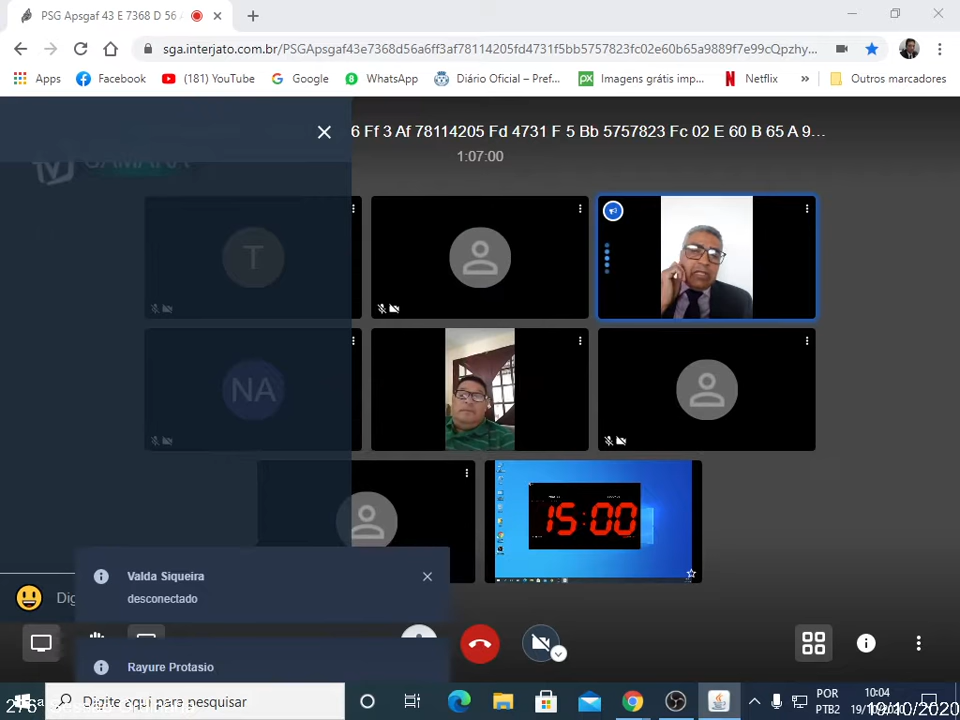 PSG Apsgaf 43 E 7368 D 56 A
sga.interjato.com.br/PSGApsgaf43e7368d56a6ff3af78114205fd4731f5bb5757823fc02e60b65a9889f7e99cQpzhy...
Apps Facebook (181) YouTube Google WhatsApp Diário Oficial – Pref... Imagens grátis imp... Netflix » Outros marcadores
6 Ff 3 Af 78114205 Fd 4731 F 5 Bb 5757823 Fc 02 E 60 B 65 A 9...
1:07:00
tv CÂMARA
T
NA
15:00
Valda Siqueira
desconectado
Dig
Rayure Protasio
Digite aqui para pesquisar
POR
PTB2
10:04
19/10/2020